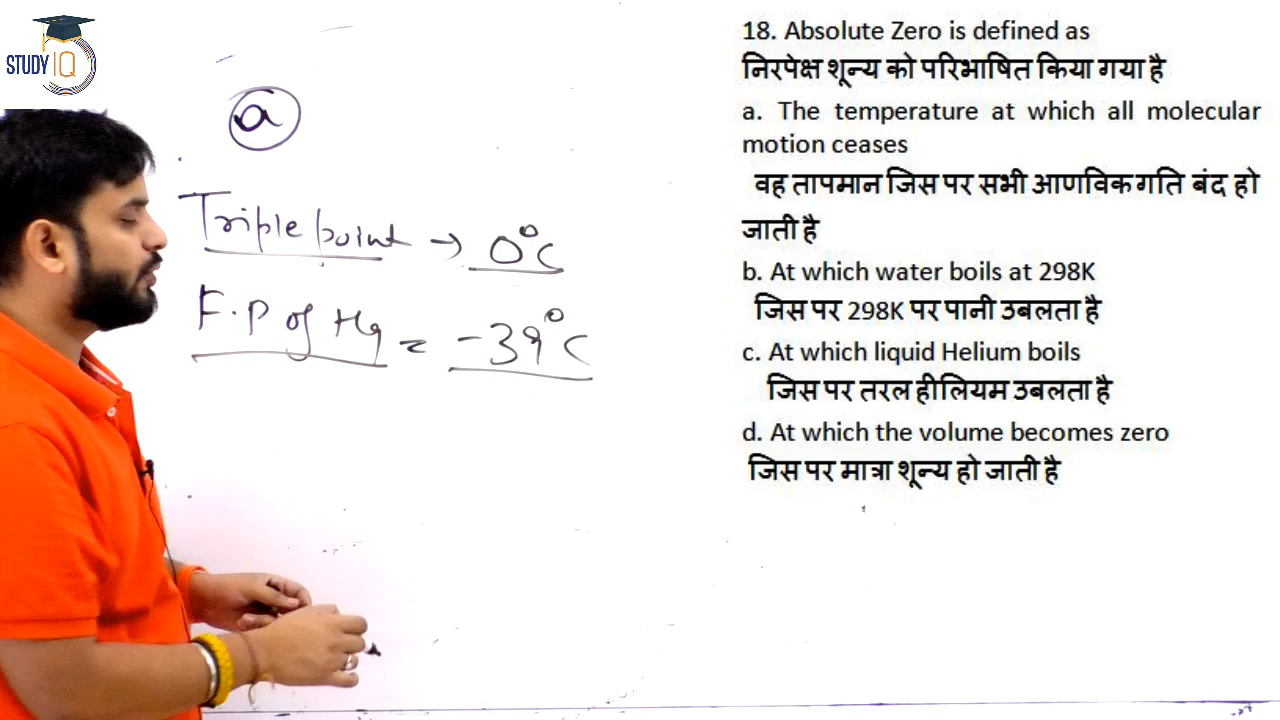 STUDY IQ
a
Triple point → 0°C
F.P of Hg = -39°C
18. Absolute Zero is defined as
निरपेक्ष शून्य को परिभाषित किया गया है
a. The temperature at which all molecular
motion ceases
वह तापमान जिस पर सभी आणविक गति बंद हो
जाती है
b. At which water boils at 298K
जिस पर 298K पर पानी उबलता है
c. At which liquid Helium boils
जिस पर तरल हीलियम उबलता है
d. At which the volume becomes zero
जिस पर मात्रा शून्य हो जाती है